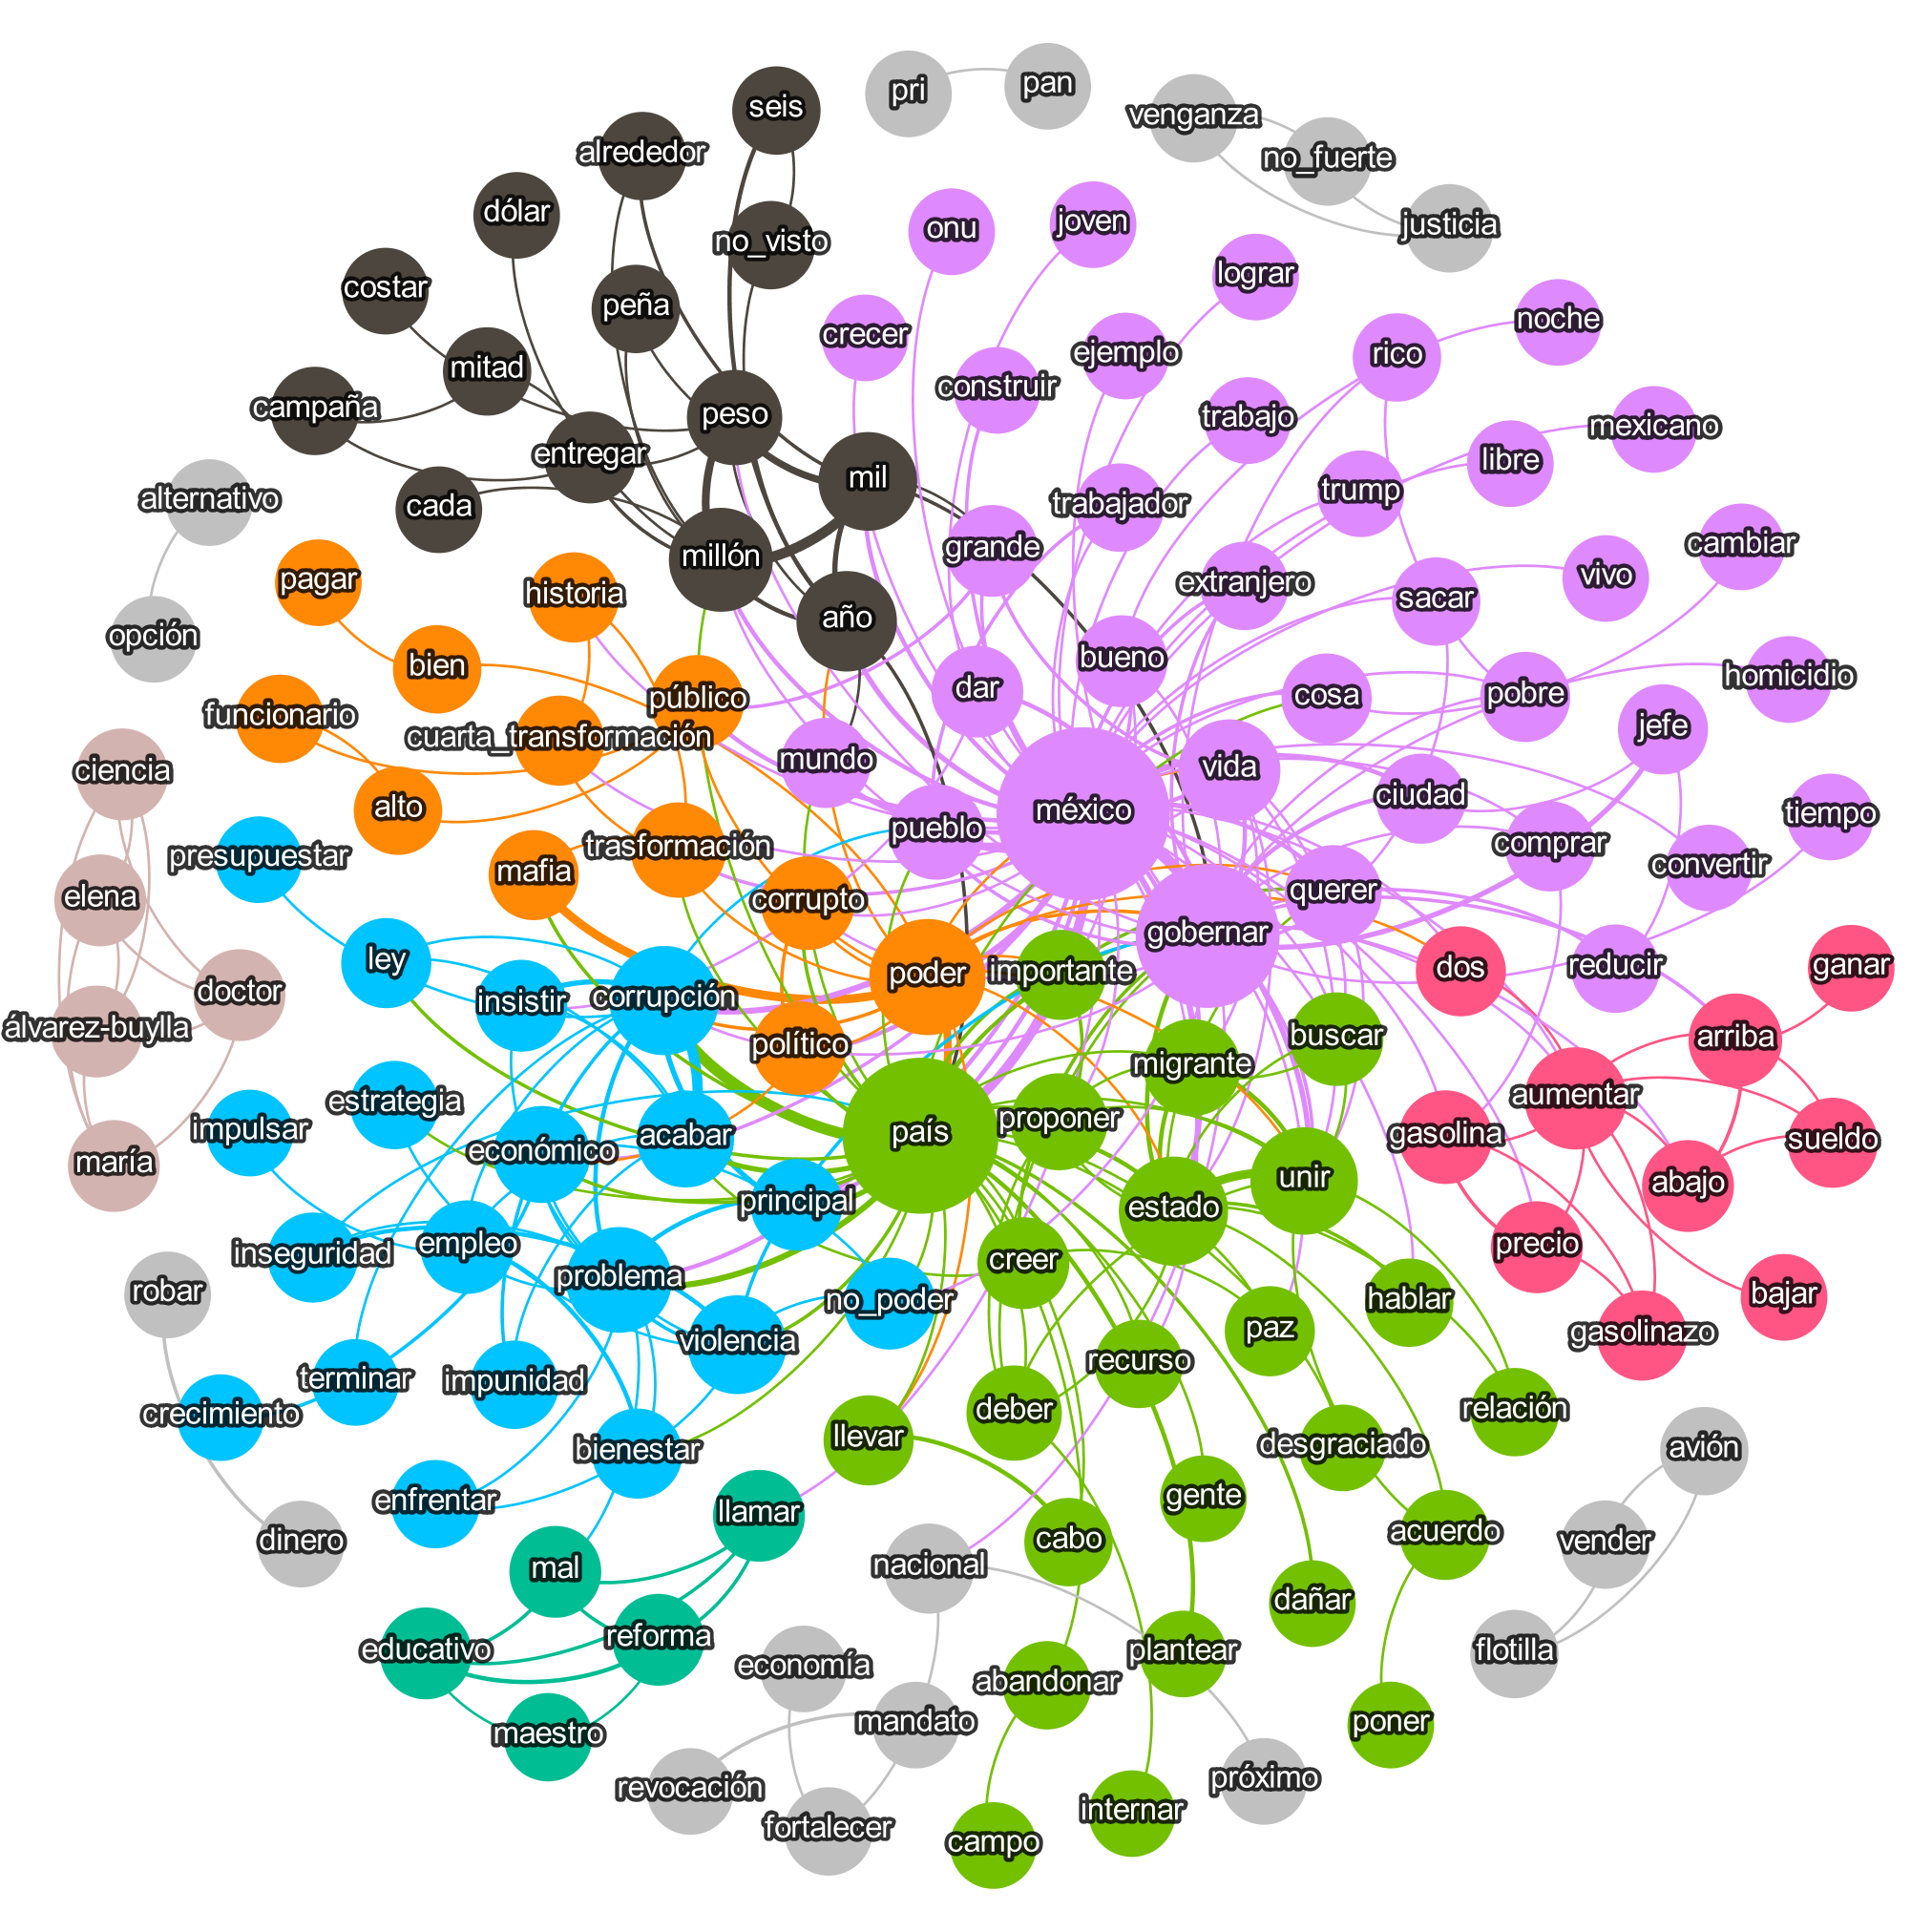 seis
pri
pan
venganza
alrededor
no_fuerte
dólar
no_visto
onu
joven
justicia
costar
peña
lograr
crecer
ejemplo
noche
mitad
construir
rico
campaña
peso
trabajo
mexicano
entregar
mil
libre
alternativo
cada
trabajador
trump
millón
grande
cambiar
pagar
historia
extranjero
vivo
opción
año
sacar
bien
bueno
público
dar
cosa
pobre
homicidio
funcionario
cuarta_transformación
jefe
ciencia
mundo
vida
alto
méxico
ciudad
tiempo
presupuestar
trasformación
pueblo
comprar
mafia
convertir
elena
corrupto
querer
gobernar
ley
insistir
corrupción
poder
importante
dos
reducir
ganar
doctor
álvarez-buylla
político
buscar
arriba
estrategia
migrante
aumentar
impulsar
económico
acabar
país
proponer
gasolina
sueldo
maría
principal
estado
unir
abajo
inseguridad
empleo
problema
creer
precio
robar
no_poder
hablar
bajar
violencia
paz
gasolinazo
crecimiento
terminar
impunidad
recurso
deber
relación
bienestar
llevar
desgraciado
avión
enfrentar
gente
dinero
llamar
cabo
acuerdo
vender
mal
nacional
dañar
educativo
reforma
economía
abandonar
plantear
flotilla
maestro
mandato
poner
revocación
fortalecer
campo
internar
próximo